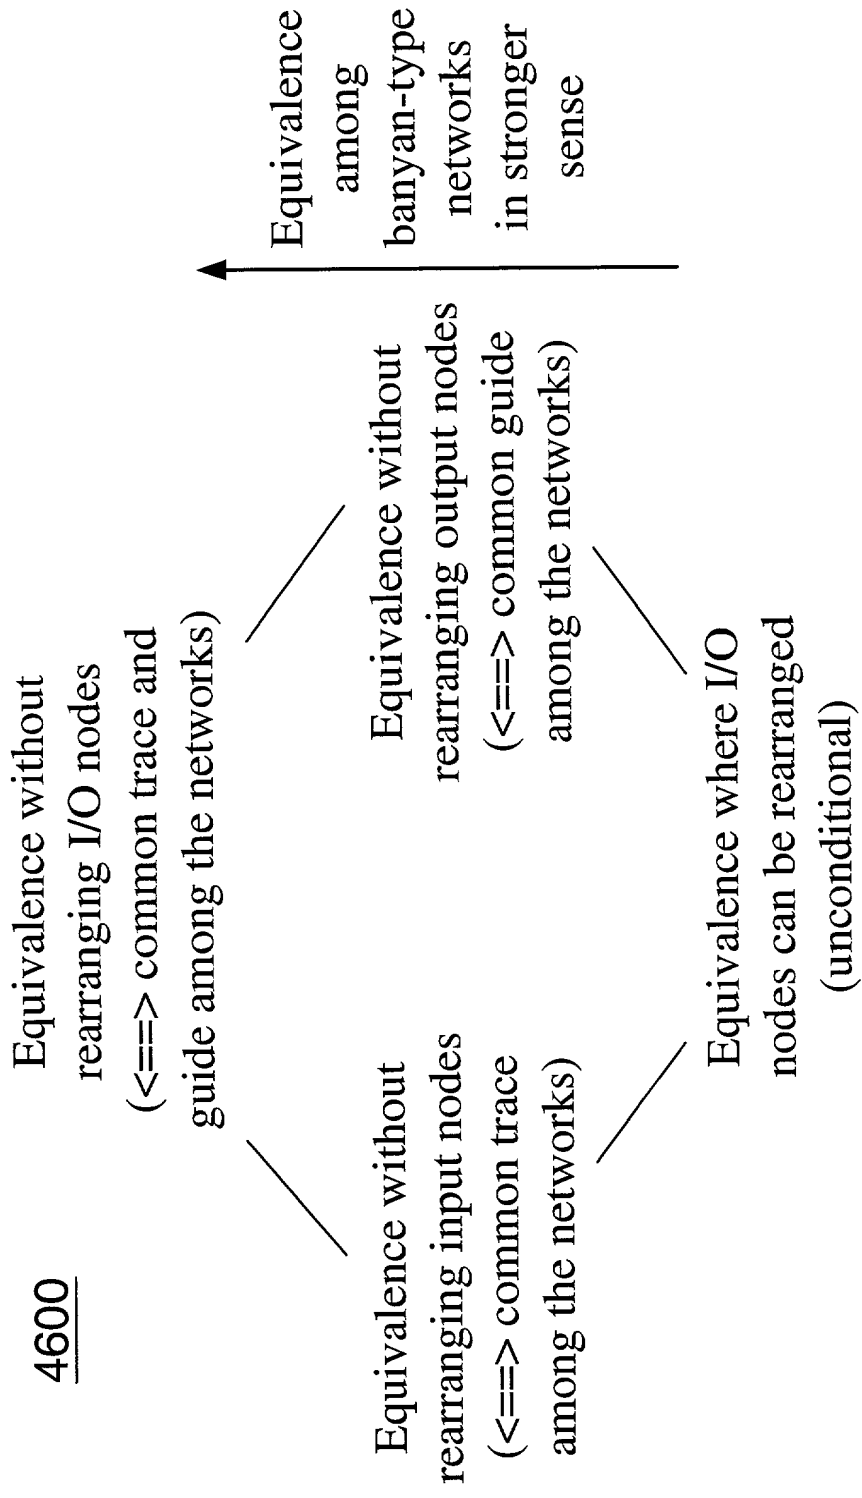 4600
Equivalence without
rearranging I/O nodes
(<==> common trace and
guide among the networks)
Equivalence without
rearranging input nodes
(<==> common trace
among the networks)
Equivalence without
rearranging output nodes
(<==> common guide
among the networks)
Equivalence where I/O
nodes can be rearranged
(unconditional)
Equivalence
among
banyan-type
networks
in stronger
sense